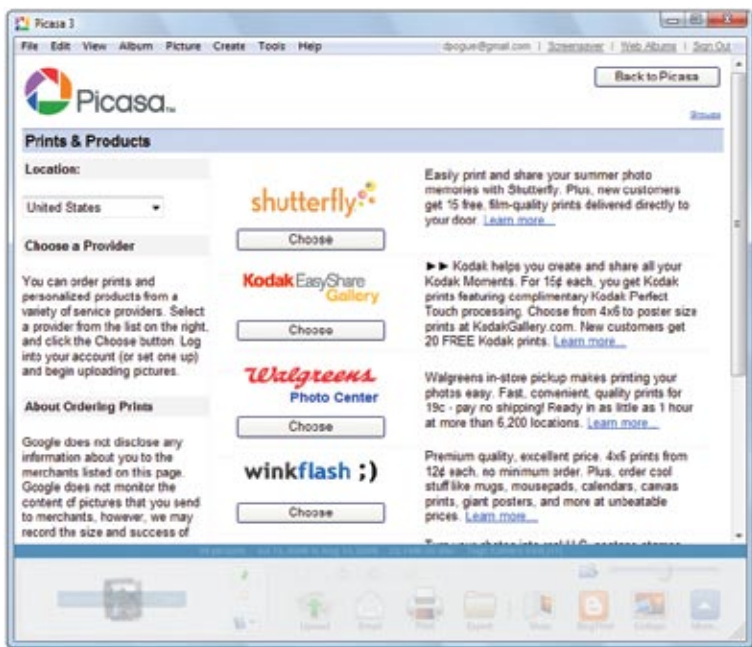 Picasa 3
File Edit View Album Picture Create Tools Help
dpogue@gmail.com | Screensaver | Web Albums | Sign Out
Picasa™
Back to Picasa
Prints & Products
Location:
United States
Choose a Provider
You can order prints and
personalized products from a
variety of service providers. Select
a provider from the list on the right,
and click the Choose button. Log
into your account (or set one up)
and begin uploading pictures.
About Ordering Prints
Google does not disclose any
information about you to the
merchants listed on this page.
Google does not monitor the
content of pictures that you send
to merchants, however, we may
record the size and success of
shutterfly
Choose
Easily print and share your summer photo
memories with Shutterfly. Plus, new customers
get 15 free, film-quality prints delivered directly to
your door. Learn more...
Kodak EasyShare
Gallery
Choose
►► Kodak helps you create and share all your
Kodak Moments. For 15¢ each, you get Kodak
prints featuring complimentary Kodak Perfect
Touch processing. Choose from 4x6 to poster size
prints at KodakGallery.com. New customers get
20 FREE Kodak prints. Learn more...
Walgreens
Photo Center
Choose
Walgreens in-store pickup makes printing your
photos easy. Fast, convenient, quality prints for
19c - pay no shipping! Ready in as little as 1 hour
at more than 6,200 locations. Learn more...
winkflash ;)
Choose
Premium quality, excellent price. 4x6 prints from
12¢ each, no minimum order. Plus, order cool
stuff like mugs, mousepads, calendars, canvas
prints, giant posters, and more at unbeatable
prices. Learn more...
Upload Email Print Export Shop BlogThis! Collage More...